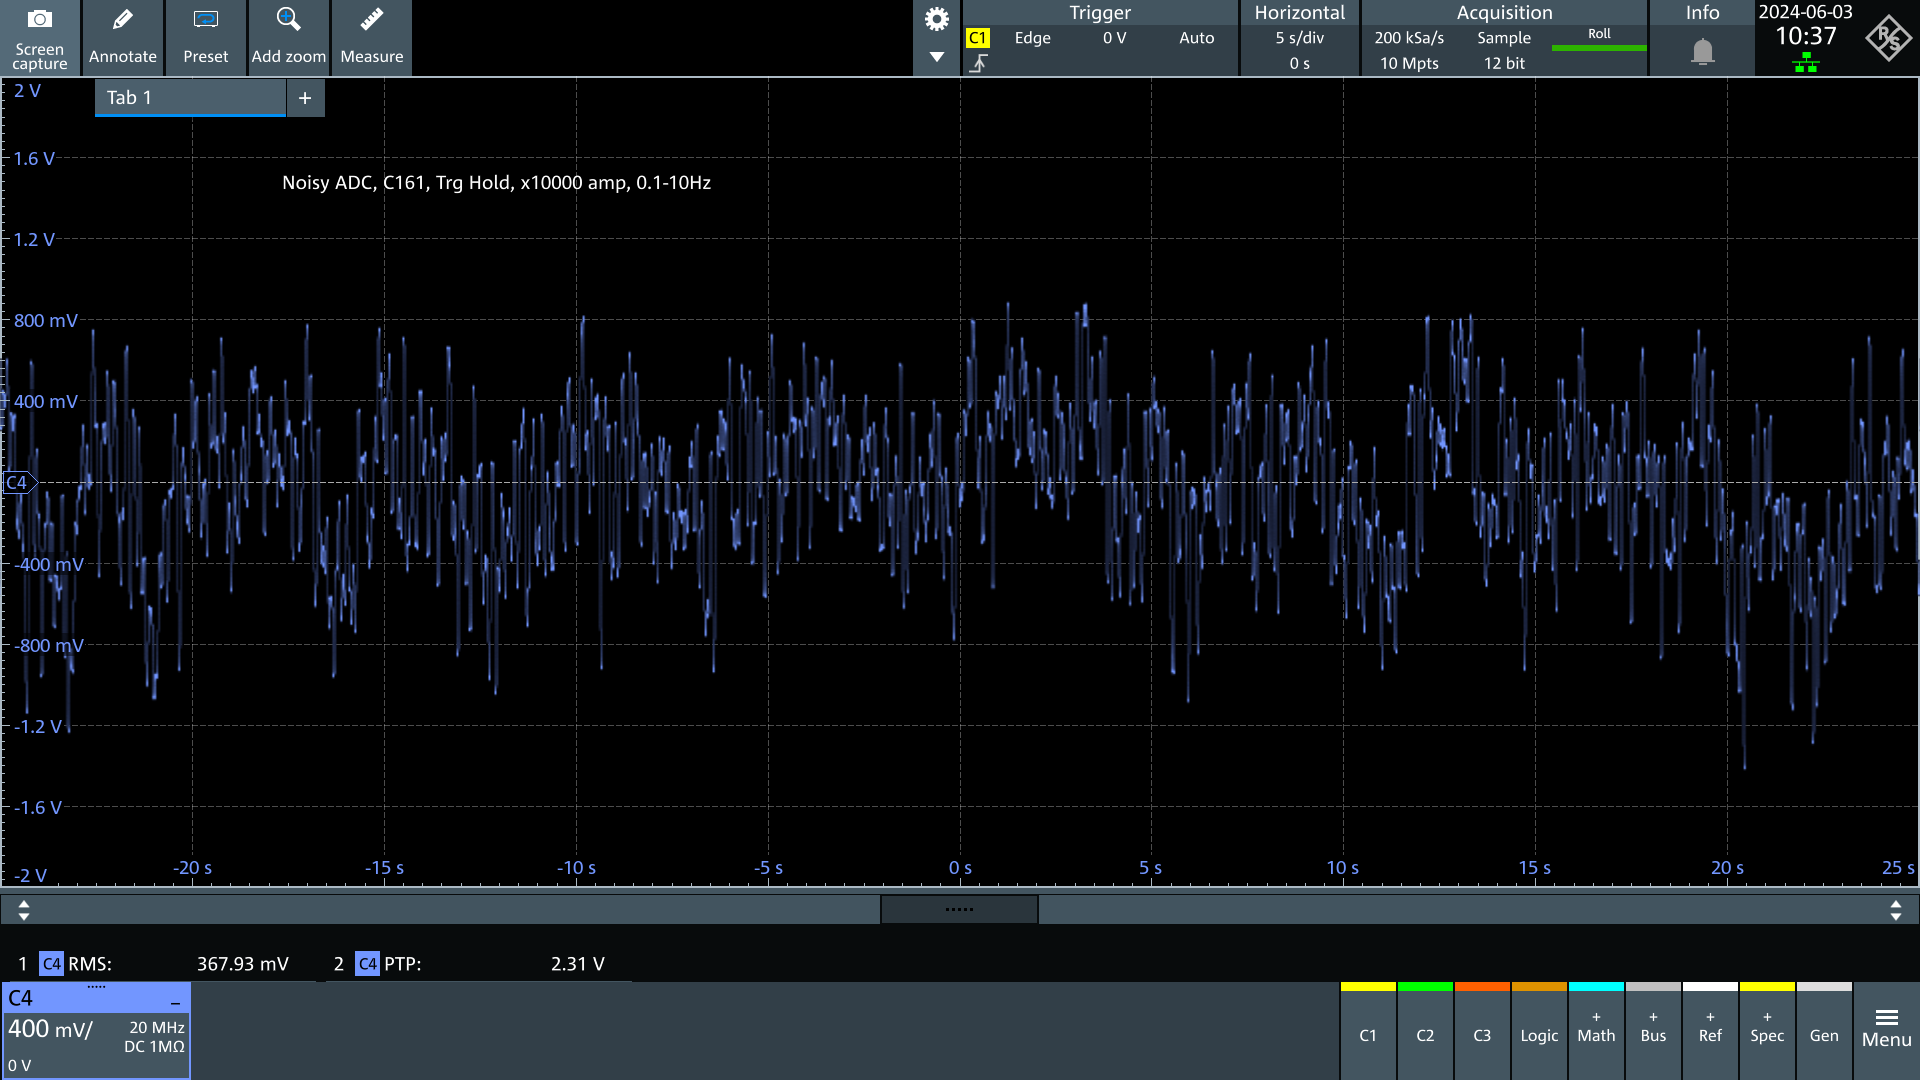 Screen
capture
Annotate
Preset
Add zoom
Measure
Trigger
C1 Edge 0 V Auto
Horizontal
5 s/div
0 s
Acquisition
200 kSa/s Sample Roll
10 Mpts 12 bit
Info
2024-06-03
10:37
R&S
Tab 1 +
2 V
1.6 V
Noisy ADC, C161, Trg Hold, x10000 amp, 0.1-10Hz
1.2 V
800 mV
400 mV
C4
-400 mV
-800 mV
-1.2 V
-1.6 V
-2 V
-20 s -15 s -10 s -5 s 0 s 5 s 10 s 15 s 20 s 25 s
1 C4 RMS: 367.93 mV 2 C4 PTP: 2.31 V
C4
400 mV/ 20 MHz
DC 1MΩ
0 V
C1
C2
C3
Logic
+
Math
+
Bus
+
Ref
+
Spec
Gen
Menu